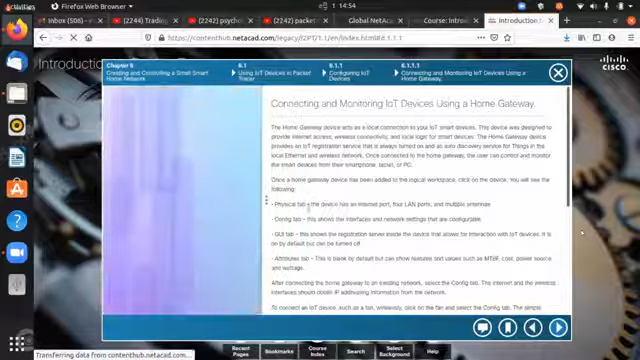 Firefox Web Browser
Fri 14:54
Inbox (506) -
(2244) Trading
(2242) psych
(2242) packet
Global NetAc
Course: Introd
Introduction
https://contenthub.netacad.com/legacy/I2PT/1.1/en/index.html#6.1.1.1
Introdu
CISCO
Chapter 6
Creating and Controlling a Small Smart Home Network
6.1
Using IoT Devices in Packet Tracer
6.1.1
Configuring IoT Devices
6.1.1.1
Connecting and Monitoring IoT Devices Using a Home Gateway.
Connecting and Monitoring IoT Devices Using a Home Gateway.
The Home Gateway device acts as a local connection to your IoT smart devices. This device was designed to
provide internet access, wireless connectivity, and local logic for smart devices. The Home Gateway device
provides an IoT registration service that is always turned on and an auto discovery service for Things in the
local Ethernet and wireless network. Once connected to the home gateway, the user can control and monitor
the smart devices from their smartphone, tablet, or PC.
Once a home gateway device has been added to the logical workspace, click on the device. You will see the
following:
· Physical tab - the device has an Internet port, four LAN ports, and multiple antennae
· Config tab - this shows the interfaces and network settings that are configurable.
· GUI tab - this shows the registration server inside the device that allows for interaction with IoT devices. It is
on by default but can be turned off
· Attributes tab - This is blank by default but can show features and values such as MTBF, cost, power source,
and wattage.
After connecting the home gateway to an existing network, select the Config tab. The internet and the wireless
interfaces should obtain IP addressing information from the network.
To connect an IoT device, such as a fan, wirelessly, click on the fan and select the Config tab. The simple
Transferring data from contenthub.netacad.com...
Recent Pages
Bookmarks
Course Index
Search
Select Background
Help